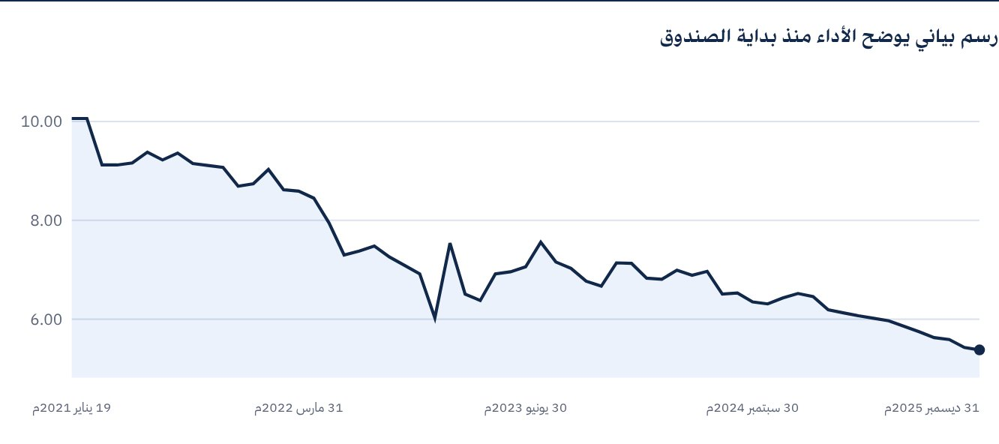 رسم بياني يوضح الأداء منذ بداية الصندوق
10.00
8.00
6.00
19 يناير 2021م
31 مارس 2022م
30 يونيو 2023م
30 سبتمبر 2024م
31 ديسمبر 2025م